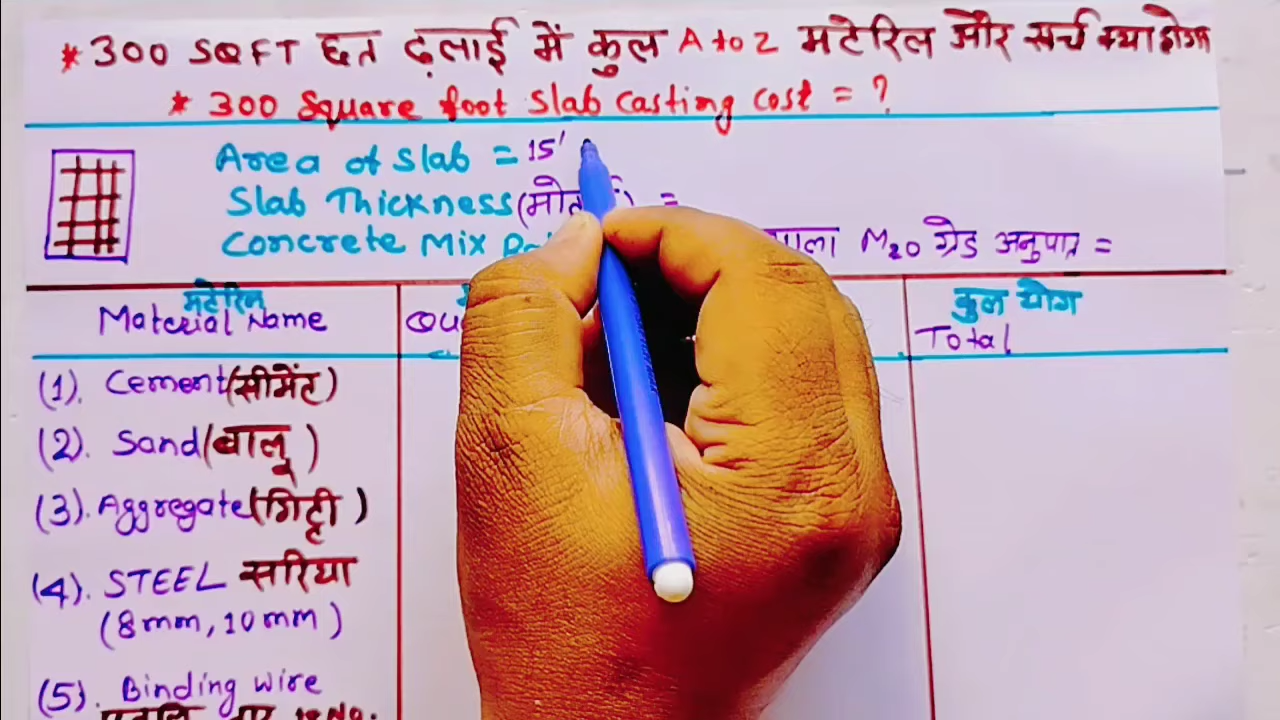 * 300 SQFT छत ढ़लाई में कुल A to Z मटेरिल और खर्च क्या होगा
* 300 Square foot Slab Casting Cost = ?
Area of Slab = 15'
Slab Thickness =
Concrete Mix M20 ग्रेड अनुपात =
मटेरिल कुल योग
Material Name Total
(1). Cement (सीमेंट)
(2). Sand (बालू)
(3). Aggregate (गिट्टी)
(4). STEEL सरिया
(8mm, 10mm)
(5). Binding wire